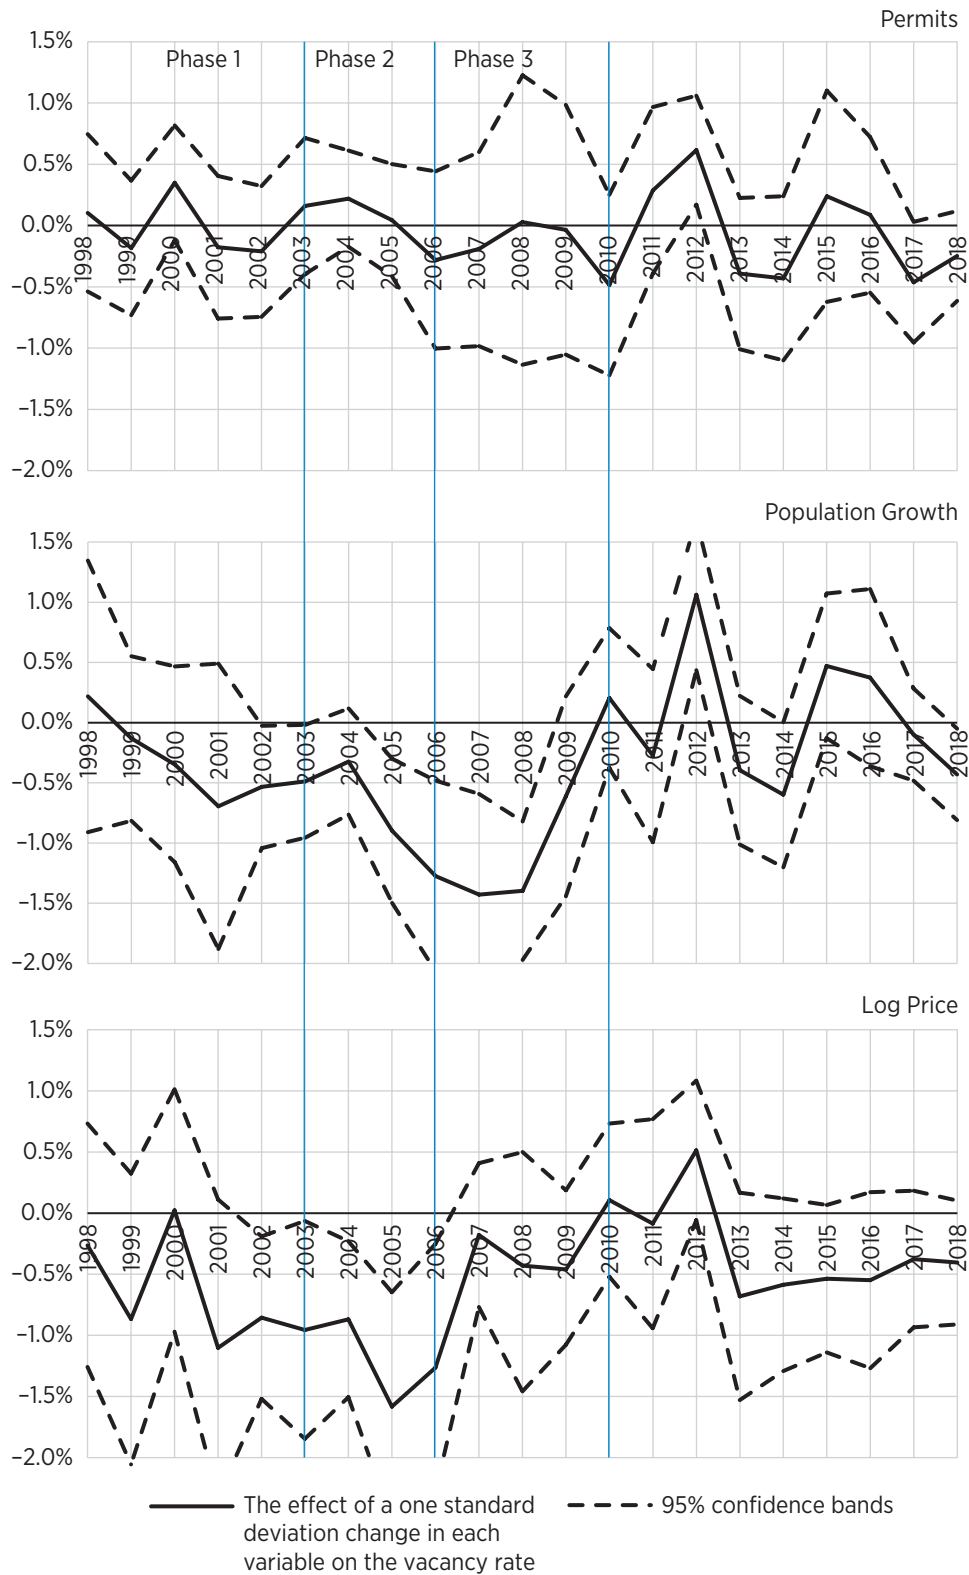 Permits
1.5%
Phase 1 Phase 2 Phase 3
1.0%
0.5%
0.0%
1998 1999 2000 2001 2002 2003 2004 2005 2006 2007 2008 2009 2010 2011 2012 2013 2014 2015 2016 2017 2018
−0.5%
−1.0%
−1.5%
−2.0%
Population Growth
1.5%
1.0%
0.5%
0.0%
1998 1999 2000 2001 2002 2003 2004 2005 2006 2007 2008 2009 2010 2011 2012 2013 2014 2015 2016 2017 2018
−0.5%
−1.0%
−1.5%
−2.0%
Log Price
1.5%
1.0%
0.5%
0.0%
1998 1999 2000 2001 2002 2003 2004 2005 2006 2007 2008 2009 2010 2011 2012 2013 2014 2015 2016 2017 2018
−0.5%
−1.0%
−1.5%
−2.0%
The effect of a one standard
deviation change in each
variable on the vacancy rate
95% confidence bands